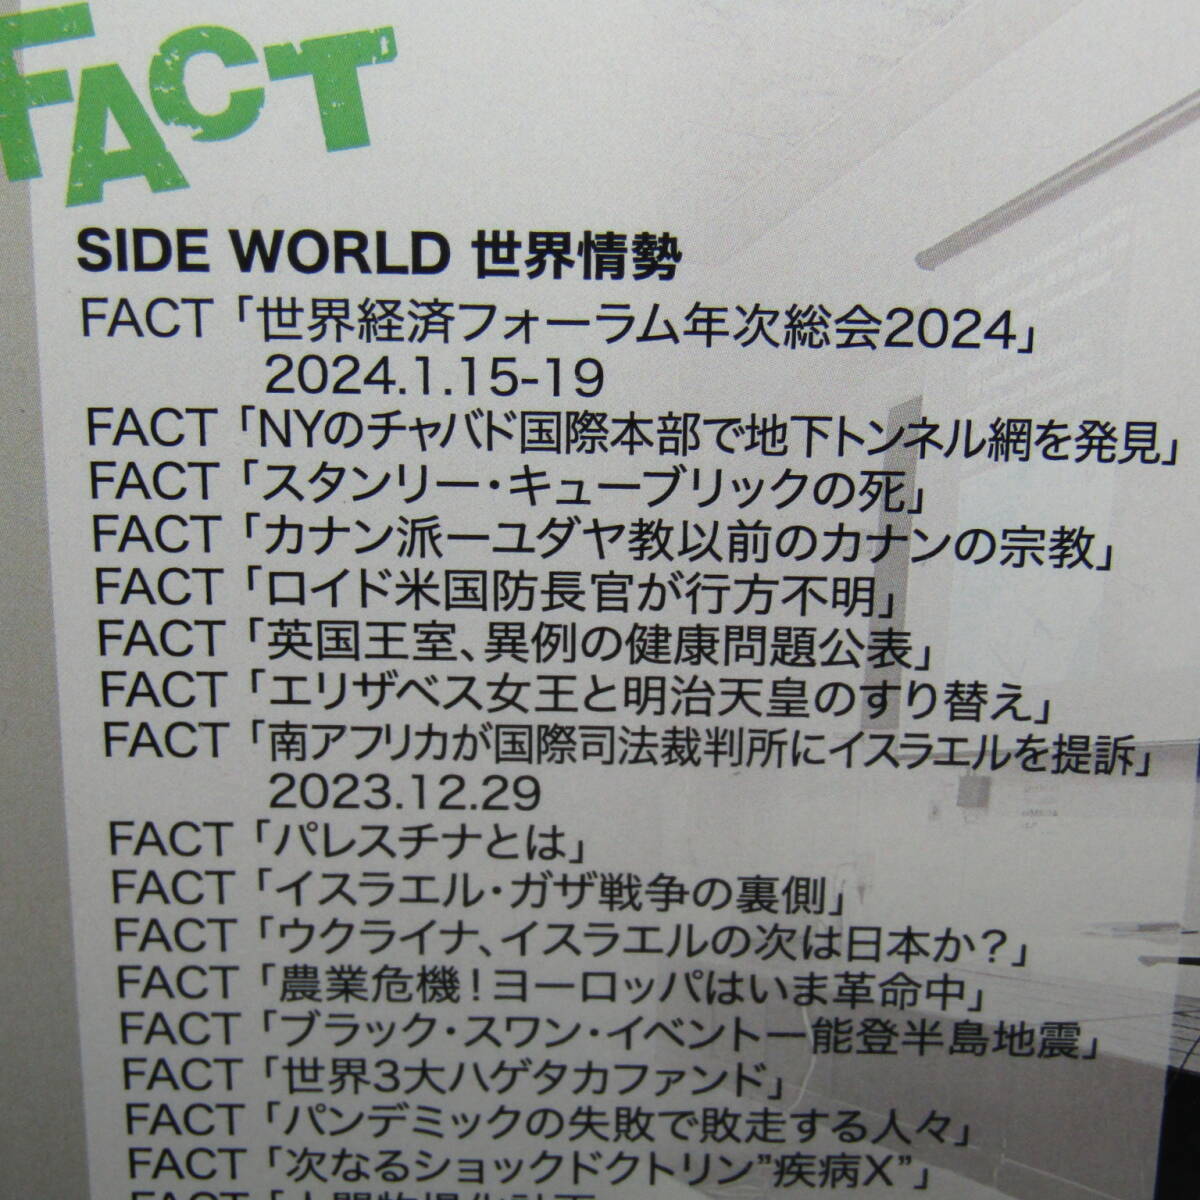 FACT
SIDE WORLD 世界情勢
FACT「世界経済フォーラム年次総会2024」
2024.1.15-19
FACT「NYのチャバド国際本部で地下トンネル網を発見」
FACT「スタンリー・キューブリックの死」
FACT「カナン派ーユダヤ教以前のカナンの宗教」
FACT「ロイド米国防長官が行方不明」
FACT「英国王室、異例の健康問題公表」
FACT「エリザベス女王と明治天皇のすり替え」
FACT「南アフリカが国際司法裁判所にイスラエルを提訴」
2023.12.29
FACT「パレスチナとは」
FACT「イスラエル・ガザ戦争の裏側」
FACT「ウクライナ、イスラエルの次は日本か?」
FACT「農業危機!ヨーロッパはいま革命中」
FACT「ブラック・スワン・イベントー能登半島地震」
FACT「世界3大ハゲタカファンド」
FACT「パンデミックの失敗で敗走する人々」
FACT「次なるショックドクトリン”疾病X”」